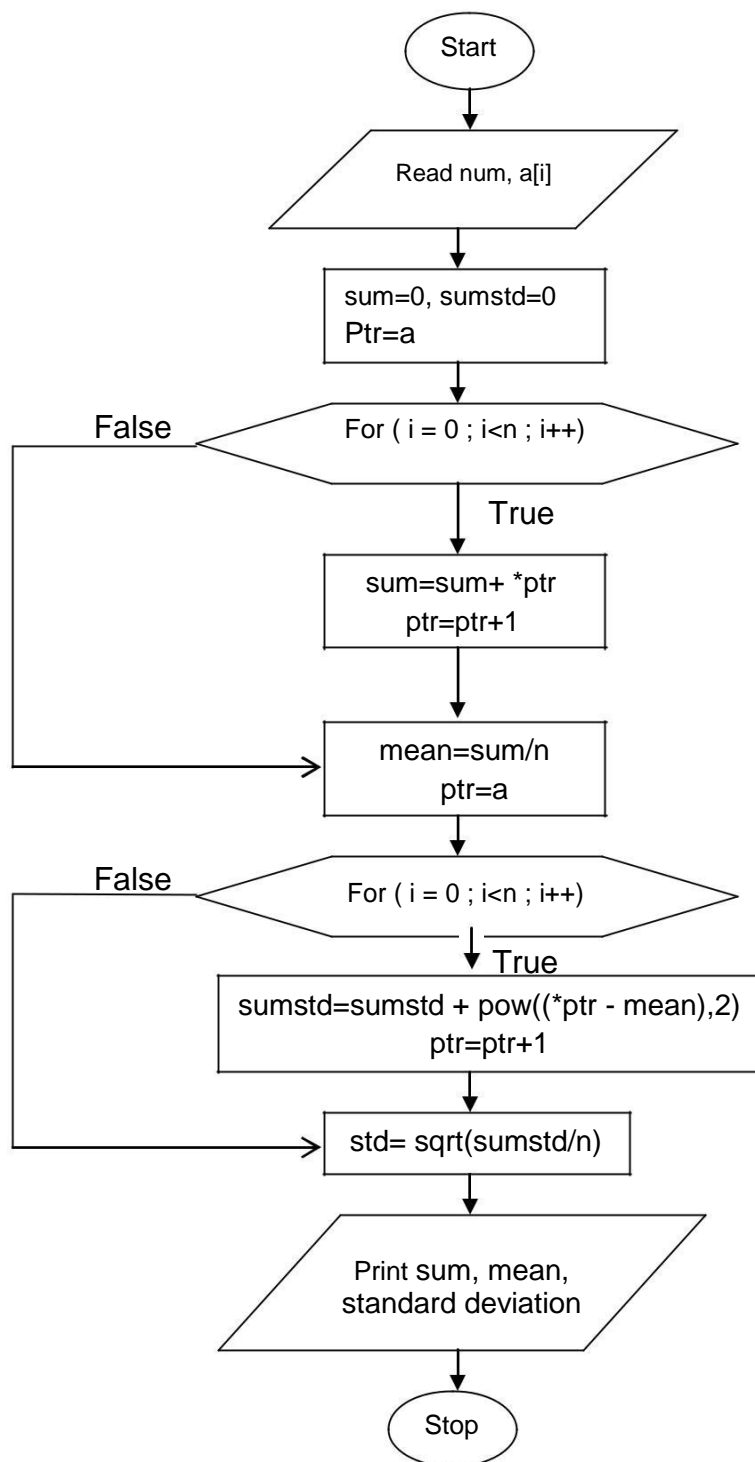 Start
Read num, a[i]
sum=0, sumstd=0
Ptr=a
False
For ( i = 0 ; i<n ; i++)
True
sum=sum+ *ptr
ptr=ptr+1
mean=sum/n
ptr=a
False
For ( i = 0 ; i<n ; i++)
True
sumstd=sumstd + pow((*ptr - mean),2)
ptr=ptr+1
std= sqrt(sumstd/n)
Print sum, mean,
standard deviation
Stop